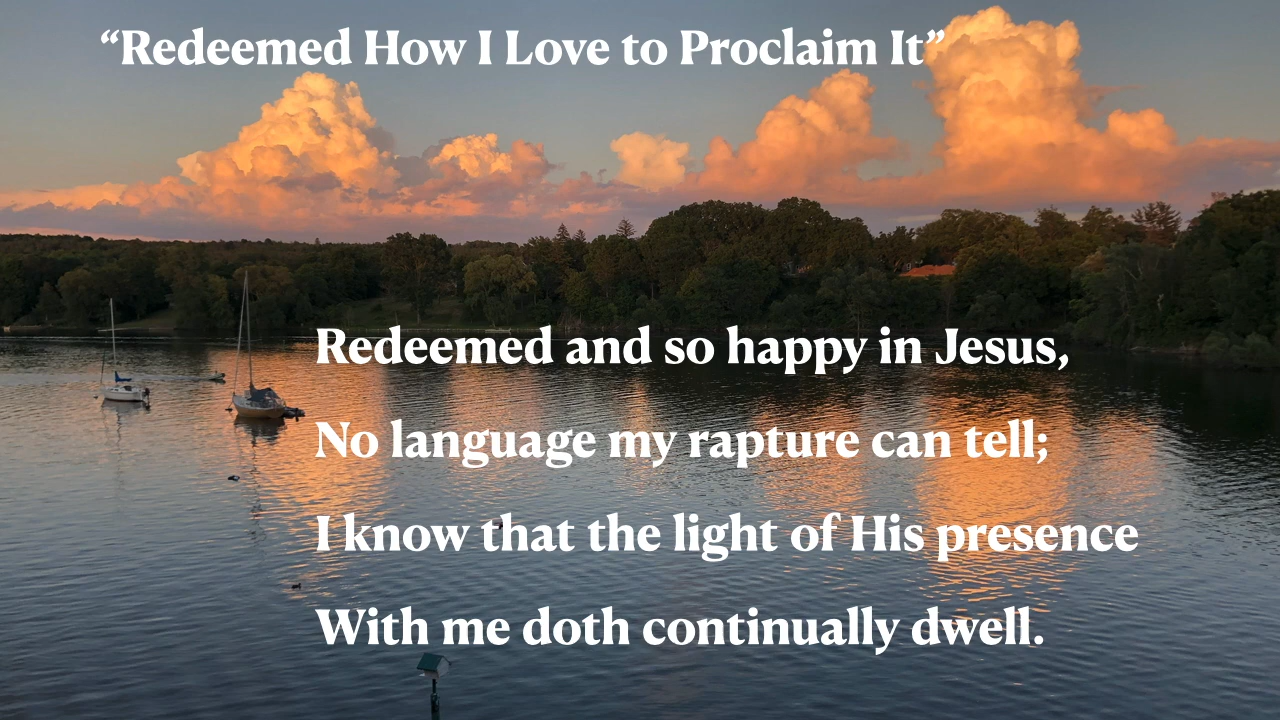 “Redeemed How I Love to Proclaim It”
Redeemed and so happy in Jesus,
No language my rapture can tell;
I know that the light of His presence
With me doth continually dwell.